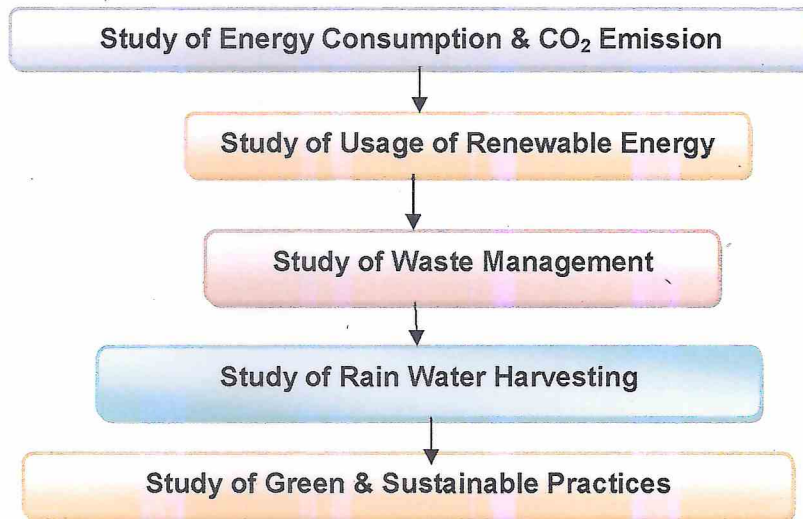 Study of Energy Consumption & CO₂ Emission
Study of Usage of Renewable Energy
Study of Waste Management
Study of Rain Water Harvesting
Study of Green & Sustainable Practices